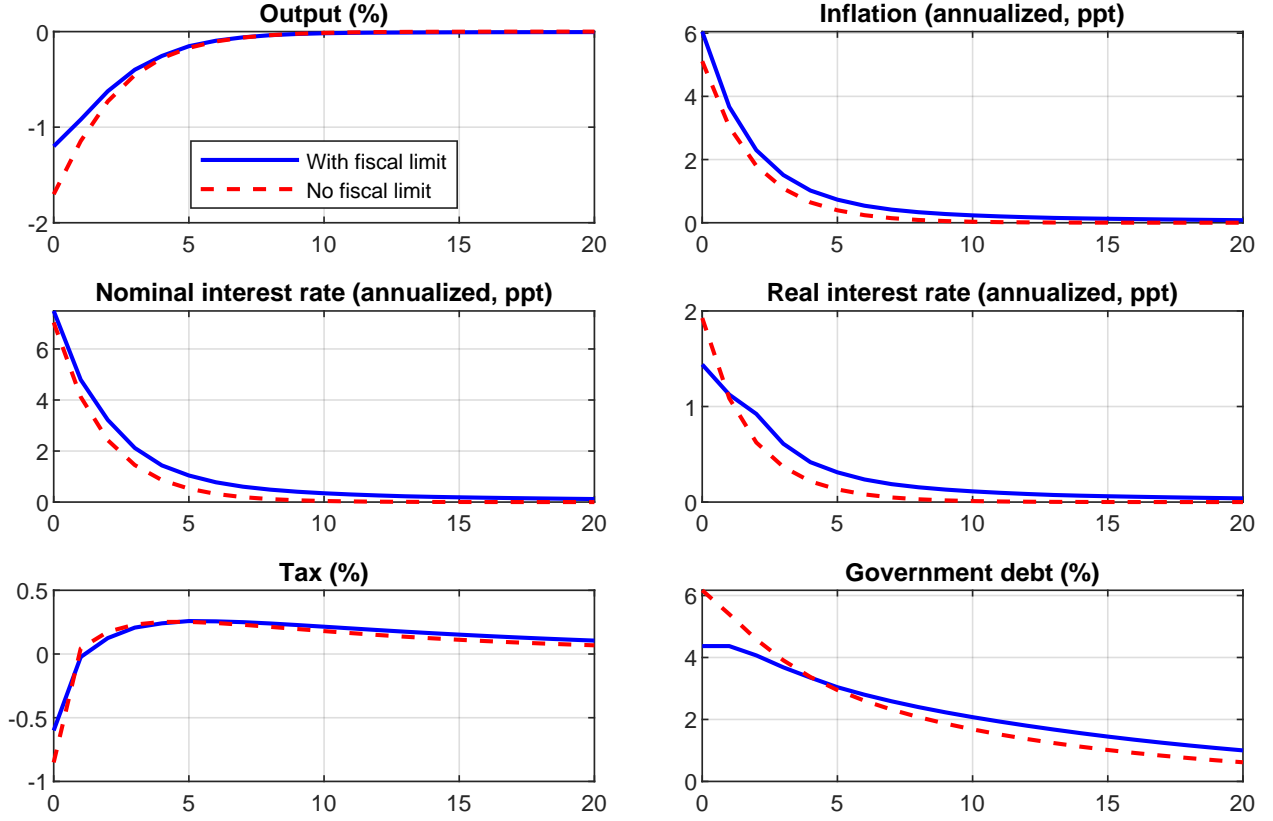 Output (%)
0
-1
-2
With fiscal limit
No fiscal limit
0 5 10 15 20
Inflation (annualized, ppt)
6
4
2
0
0 5 10 15 20
Nominal interest rate (annualized, ppt)
6
4
2
0
0 5 10 15 20
Real interest rate (annualized, ppt)
2
1
0
0 5 10 15 20
Tax (%)
0.5
0
-0.5
-1
0 5 10 15 20
Government debt (%)
6
4
2
0
0 5 10 15 20